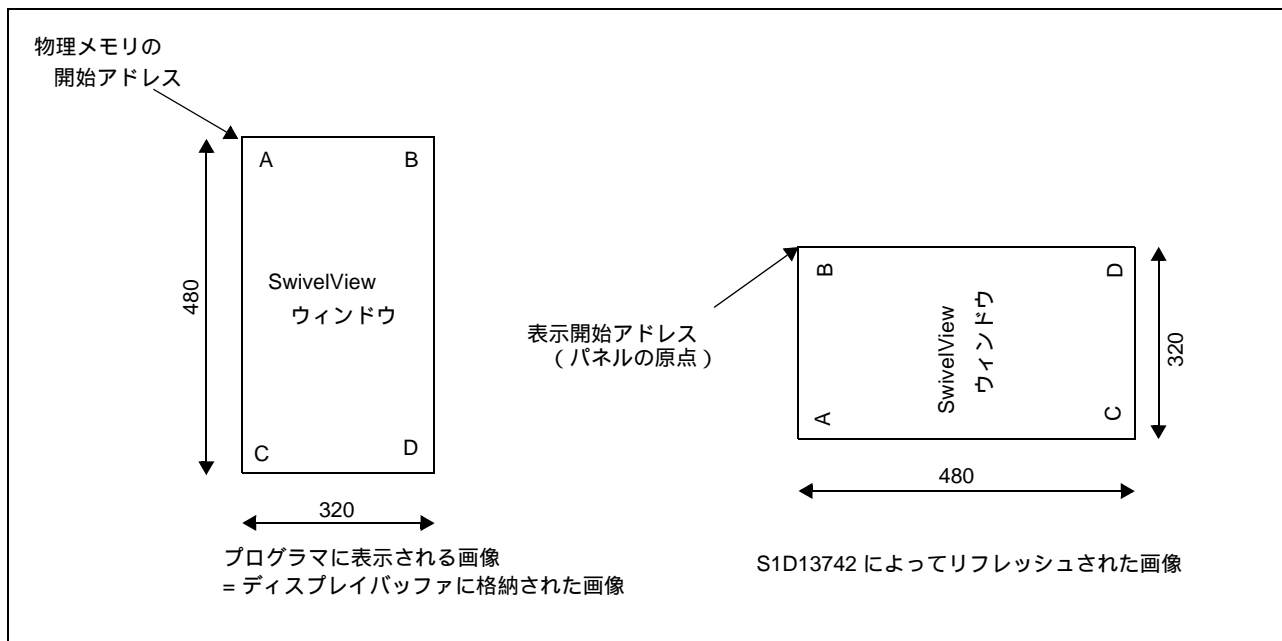 物理メモリの
開始アドレス
A B
480
SwivelView
ウィンドウ
C D
320
プログラマに表示される画像
= ディスプレイバッファに格納された画像
表示開始アドレス
( パネルの原点 )
B D
SwivelView
ウィンドウ
320
A C
480
S1D13742 によってリフレッシュされた画像